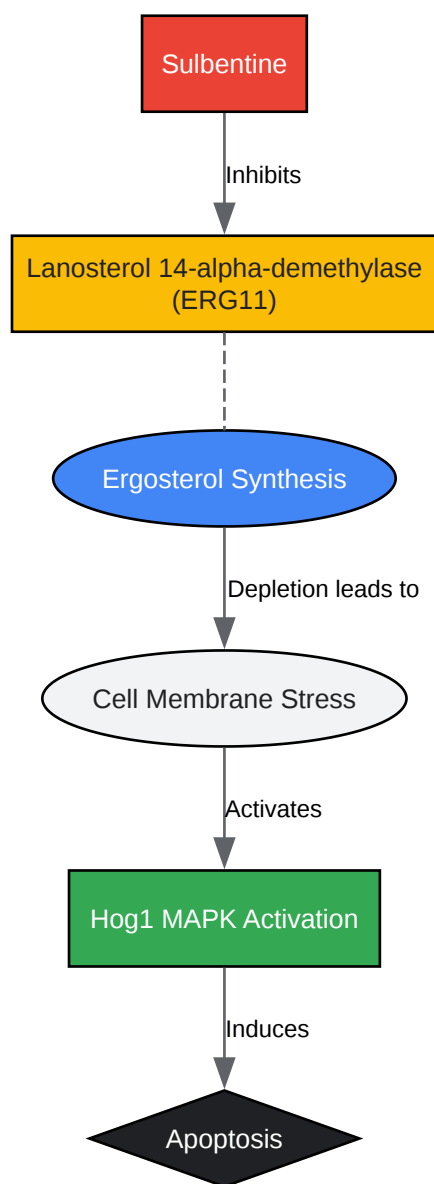 Sulbentine
Inhibits
Lanosterol 14-alpha-demethylase
(ERG11)
Ergosterol Synthesis
Depletion leads to
Cell Membrane Stress
Activates
Hog1 MAPK Activation
Induces
Apoptosis